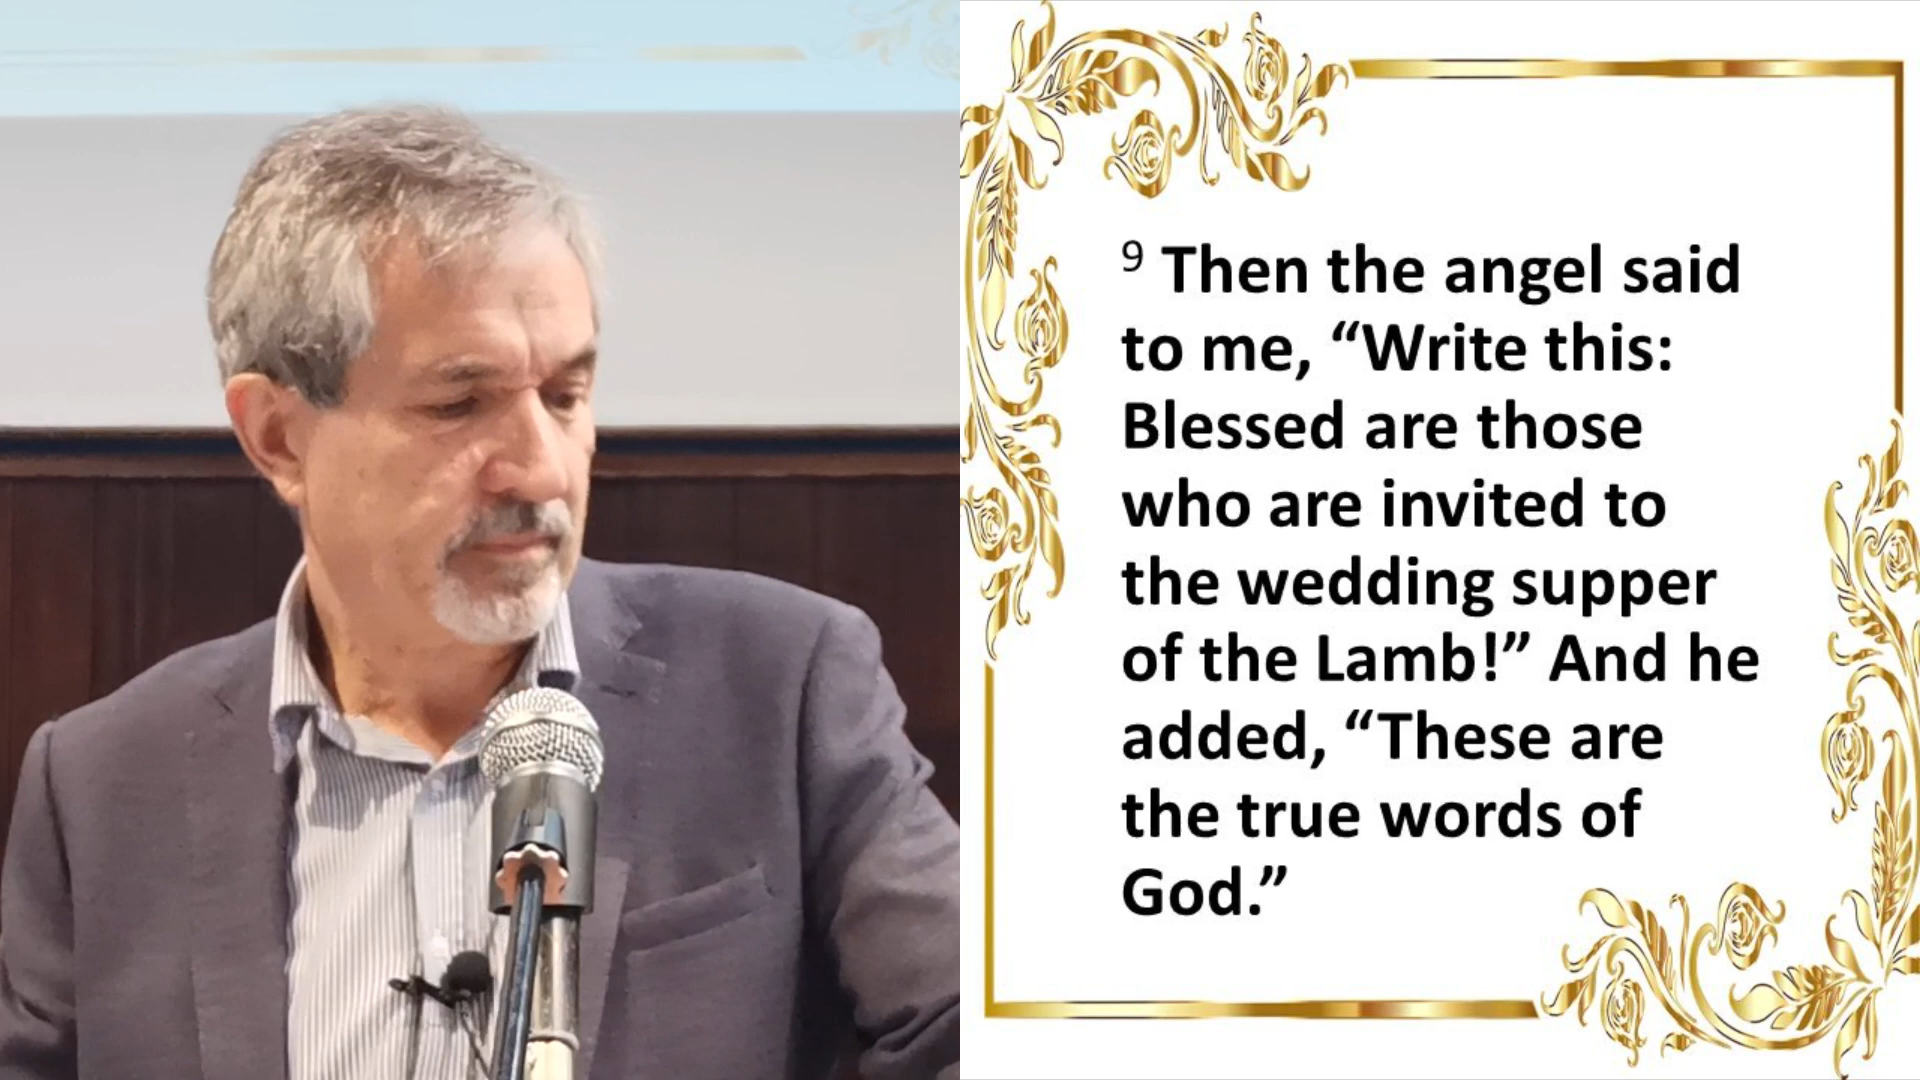 9 Then the angel said
to me, “Write this:
Blessed are those
who are invited to
the wedding supper
of the Lamb!” And he
added, “These are
the true words of
God.”